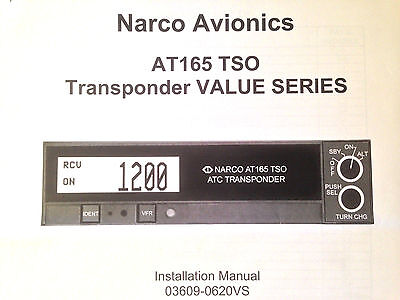 Narco Avionics
AT165 TSO
Transponder VALUE SERIES
RCV
ON
1200
NARCO AT165 TSO
ATC TRANSPONDER
IDENT
VFR
OFF
SBY
ON
ALT
PUSH
SEL
TURN CHG
Installation Manual
03609-0620VS